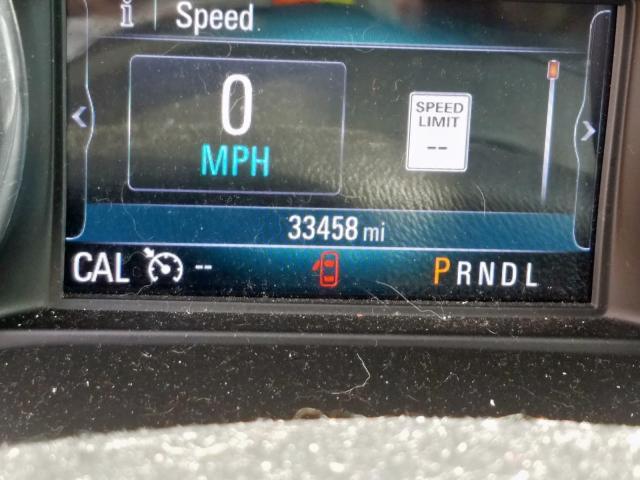 i Speed
0
MPH
SPEED
LIMIT
--
33458 mi
CAL -- PRNDL